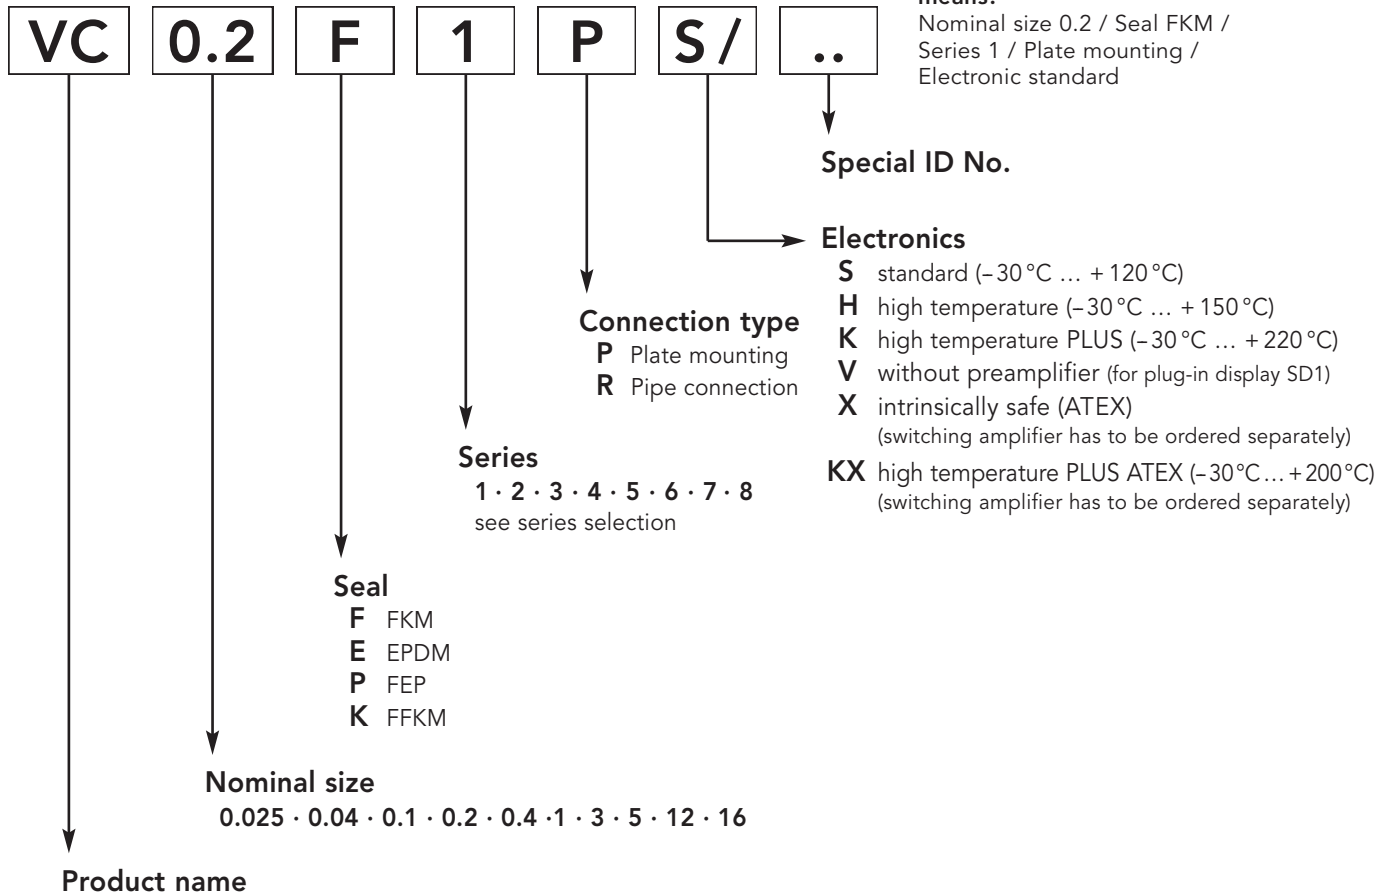 means:
VC 0.2 F 1 P S/ ..
Nominal size 0.2 / Seal FKM /
Series 1 / Plate mounting /
Electronic standard
Special ID No.
Electronics
S standard (–30 °C … +120 °C)
H high temperature (–30 °C … +150 °C)
K high temperature PLUS (–30 °C … +220 °C)
V without preamplifier (for plug-in display SD1)
X intrinsically safe (ATEX)
(switching amplifier has to be ordered separately)
KX high temperature PLUS ATEX (–30 °C … +200 °C)
(switching amplifier has to be ordered separately)
Connection type
P Plate mounting
R Pipe connection
Series
1 · 2 · 3 · 4 · 5 · 6 · 7 · 8
see series selection
Seal
F FKM
E EPDM
P FEP
K FFKM
Nominal size
0.025 · 0.04 · 0.1 · 0.2 · 0.4 ·1 · 3 · 5 · 12 · 16
Product name